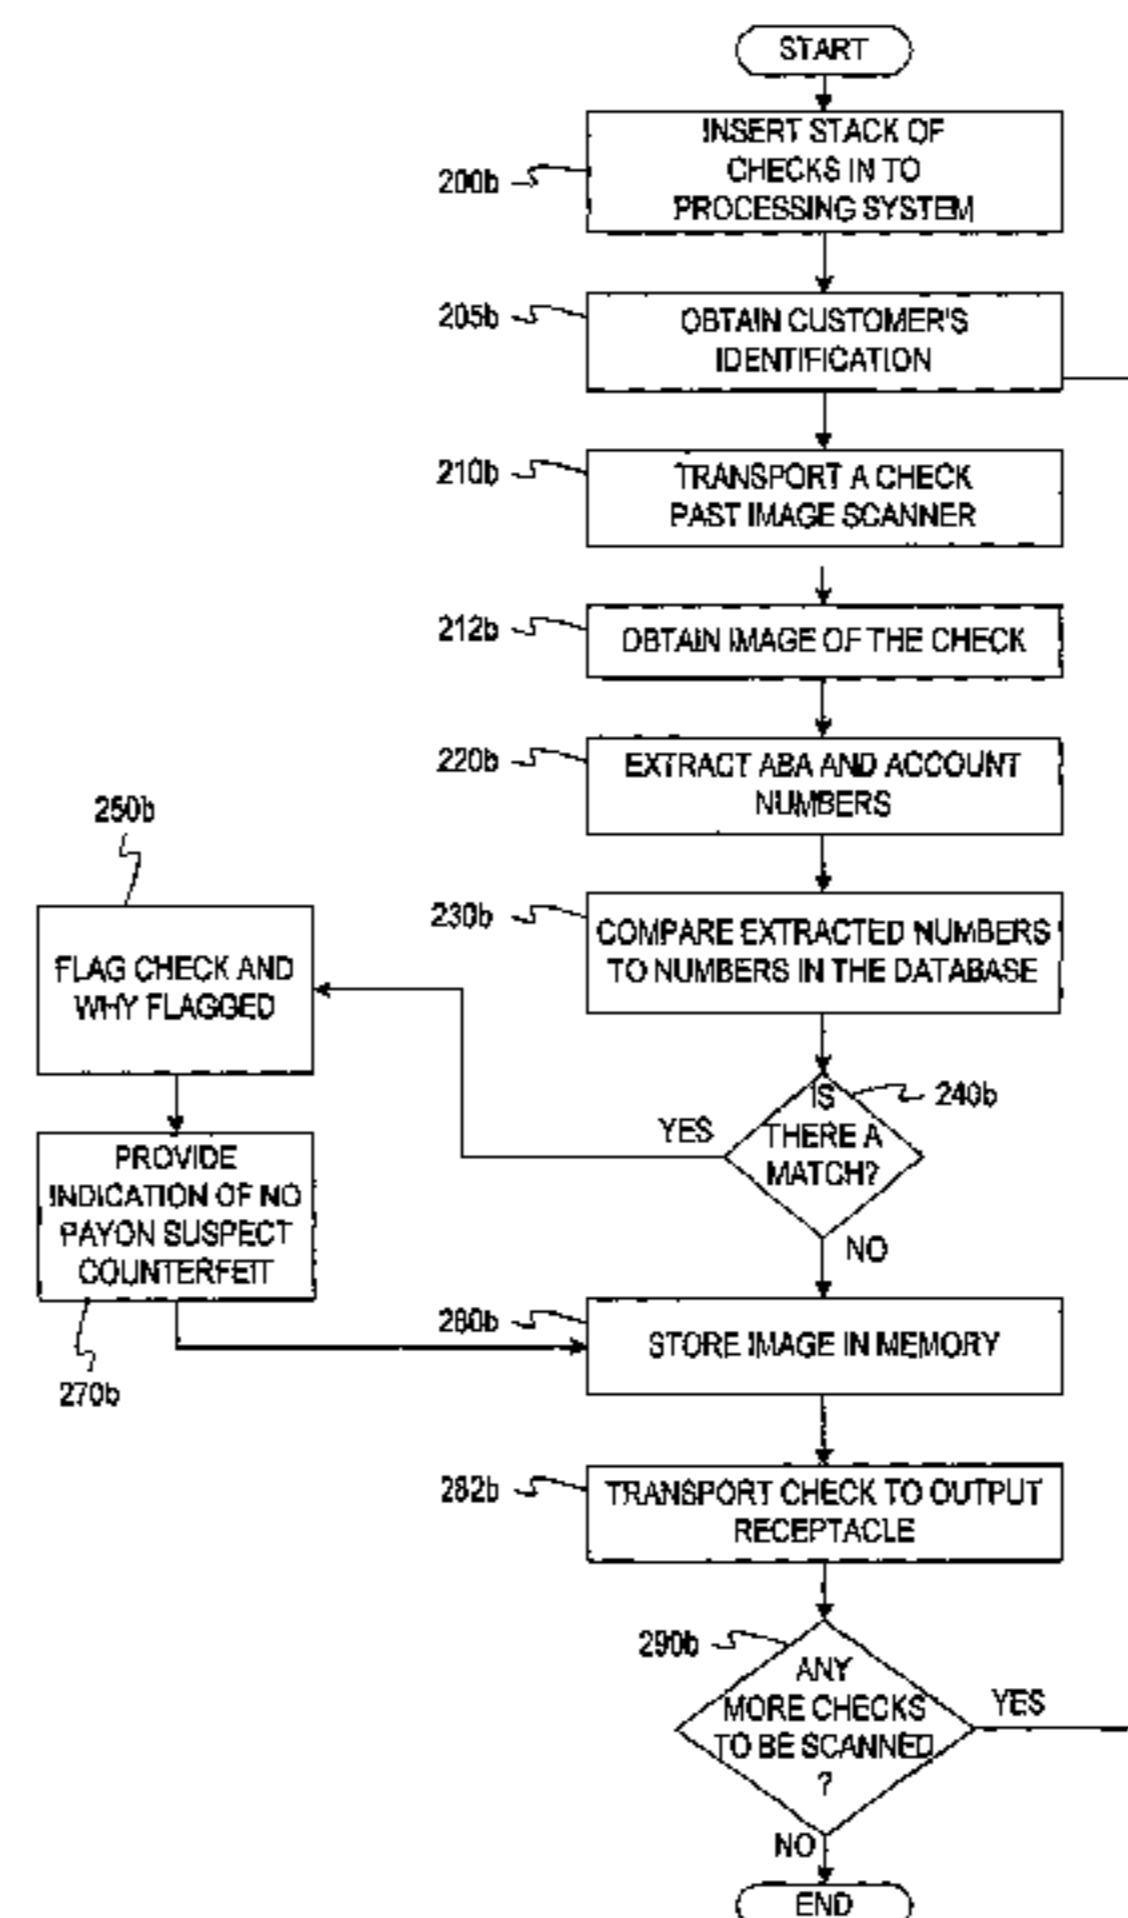 START
INSERT STACK OF
CHECKS IN TO
PROCESSING SYSTEM
200b
OBTAIN CUSTOMER'S
IDENTIFICATION
205b
TRANSPORT A CHECK
PAST IMAGE SCANNER
210b
OBTAIN IMAGE OF THE CHECK
212b
EXTRACT ABA AND ACCOUNT
NUMBERS
220b
COMPARE EXTRACTED NUMBERS
TO NUMBERS IN THE DATABASE
230b
IS
THERE A
MATCH?
240b
YES
NO
250b
FLAG CHECK AND
WHY FLAGGED
PROVIDE
INDICATION OF NO
PAYON SUSPECT
COUNTERFEIT
270b
280b
STORE IMAGE IN MEMORY
282b
TRANSPORT CHECK TO OUTPUT
RECEPTACLE
290b
ANY
MORE CHECKS
TO BE SCANNED
?
YES
NO
END